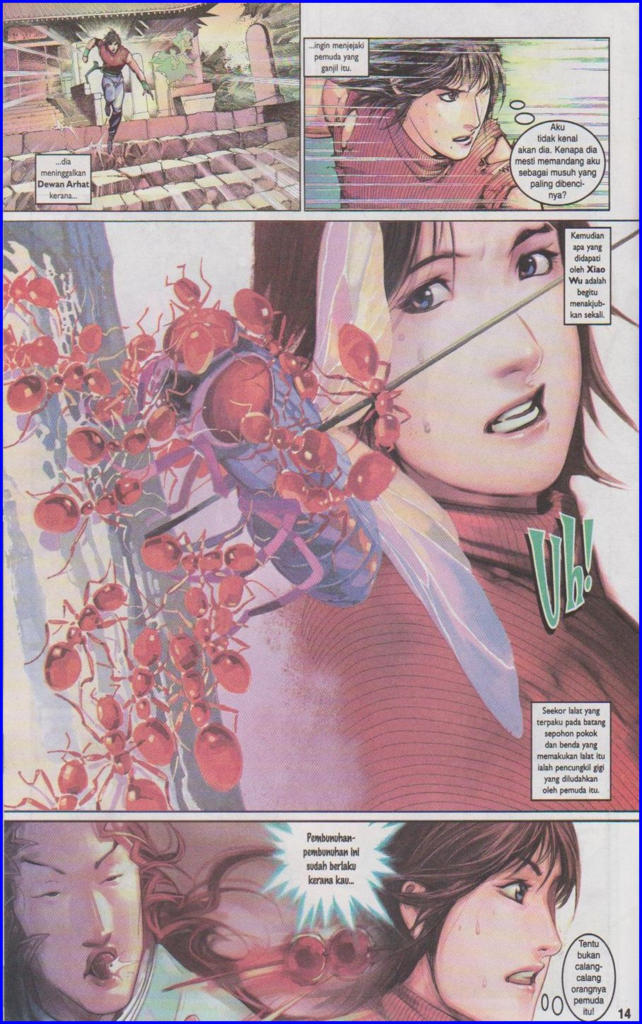 ...dia
meninggalkan
Dewan Arhat
kerana...
...ingin menjejaki
pemuda yang
ganjil itu.
Aku
tidak kenal
akan dia. Kenapa dia
mesti memandang aku
sebagai musuh yang
paling dibenci-
nya?
Kemudian
apa yang
didapati
oleh Xiao
Wu adalah
begitu
menakjub-
kan sekali.
Uh!
Seekor lalat yang
terpaku pada batang
sepohon pokok
dan benda yang
memakukan lalat itu
ialah pencungkil gigi
yang diludahkan
oleh pemuda itu.
Pembunuhan-
pembunuhan ini
sudah berlaku
kerana kau...
Tentu
bukan
calang-
calang
orangnya
pemuda
itu!
14